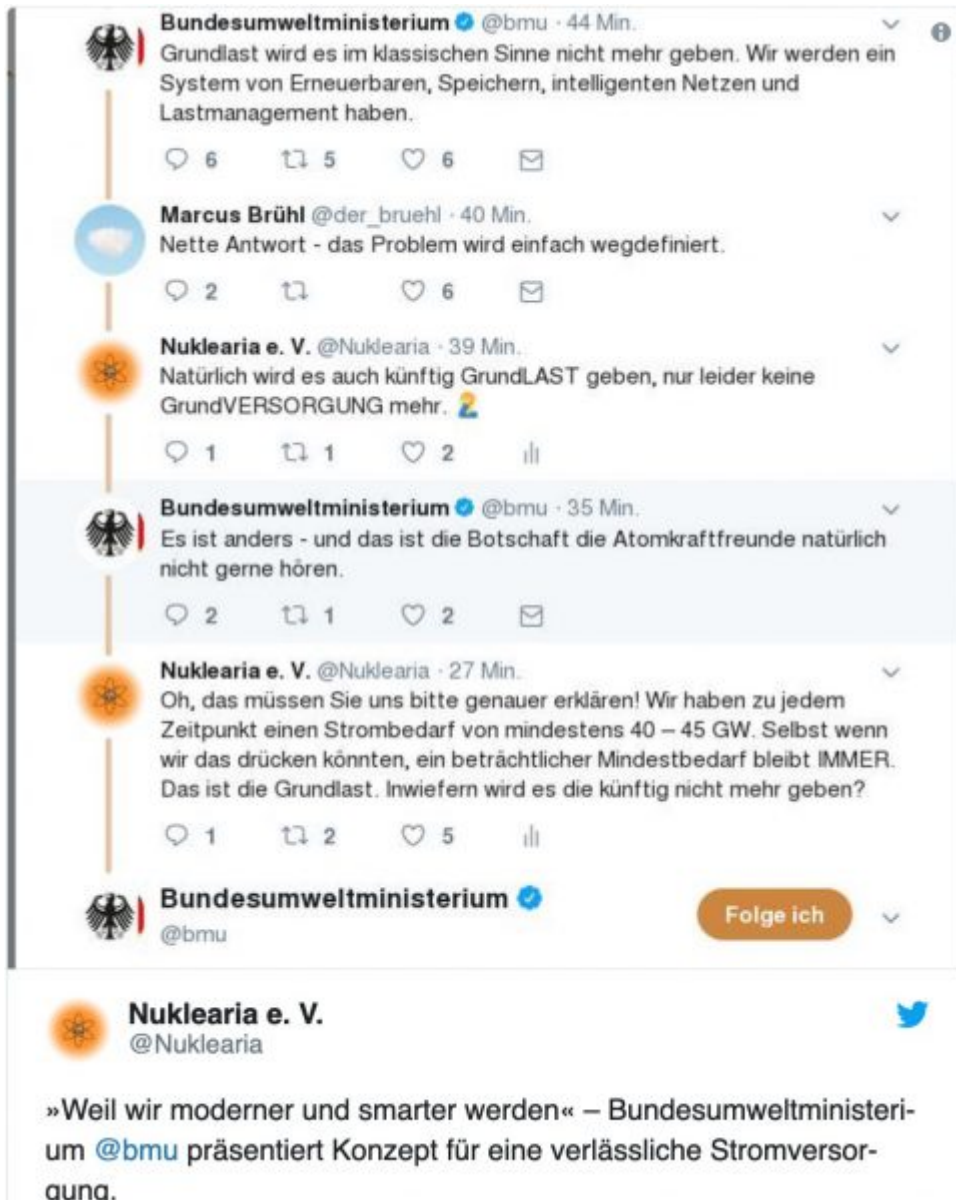 Bundesumweltministerium @bmu · 44 Min.
Grundlast wird es im klassischen Sinne nicht mehr geben. Wir werden ein
System von Erneuerbaren, Speichern, intelligenten Netzen und
Lastmanagement haben.
6 5 6
Marcus Brühl @der_bruehl · 40 Min.
Nette Antwort - das Problem wird einfach wegdefiniert.
2 6
Nuklearia e. V. @Nuklearia · 39 Min.
Natürlich wird es auch künftig GrundLAST geben, nur leider keine
GrundVERSORGUNG mehr.
1 1 2
Bundesumweltministerium @bmu · 35 Min.
Es ist anders - und das ist die Botschaft die Atomkraftfreunde natürlich
nicht gerne hören.
2 1 2
Nuklearia e. V. @Nuklearia · 27 Min.
Oh, das müssen Sie uns bitte genauer erklären! Wir haben zu jedem
Zeitpunkt einen Strombedarf von mindestens 40 – 45 GW. Selbst wenn
wir das drücken könnten, ein beträchtlicher Mindestbedarf bleibt IMMER.
Das ist die Grundlast. Inwiefern wird es die künftig nicht mehr geben?
1 2 5
Bundesumweltministerium
@bmu
Folge ich
Nuklearia e. V.
@Nuklearia
»Weil wir moderner und smarter werden« – Bundesumweltministeri-
um @bmu präsentiert Konzept für eine verlässliche Stromversor-
gung.